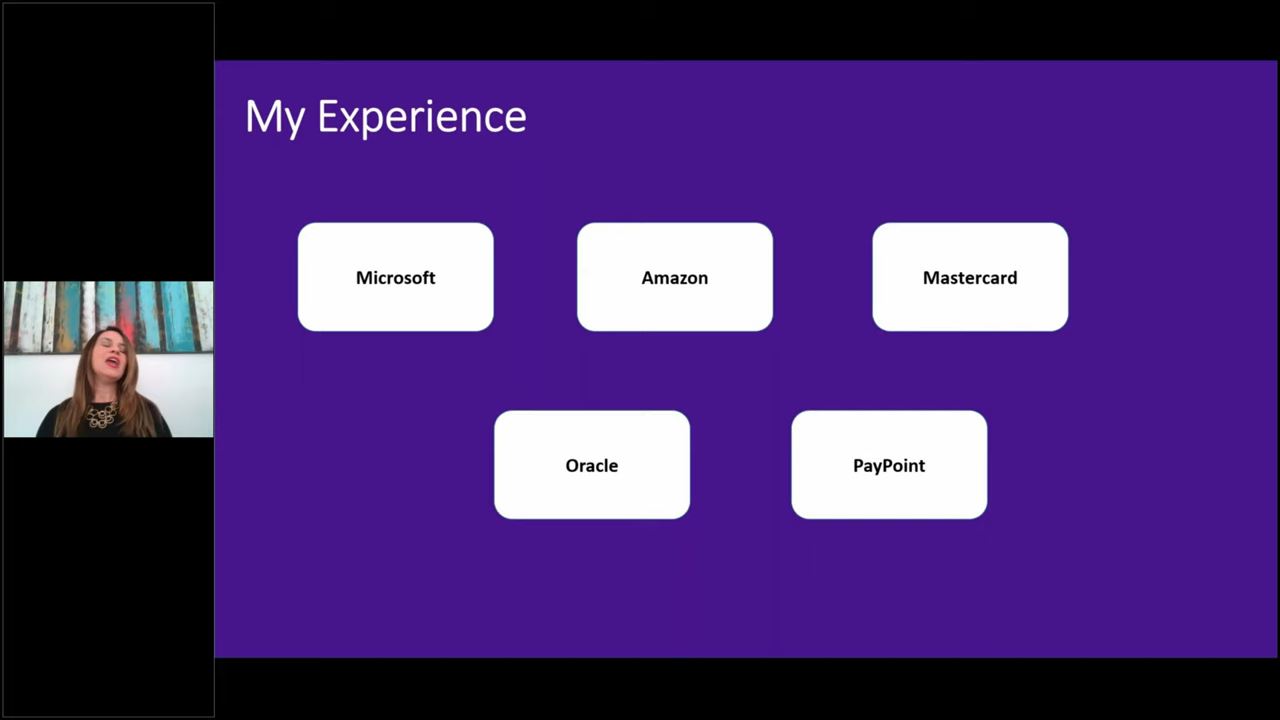 My Experience
Microsoft
Amazon
Mastercard
Oracle
PayPoint